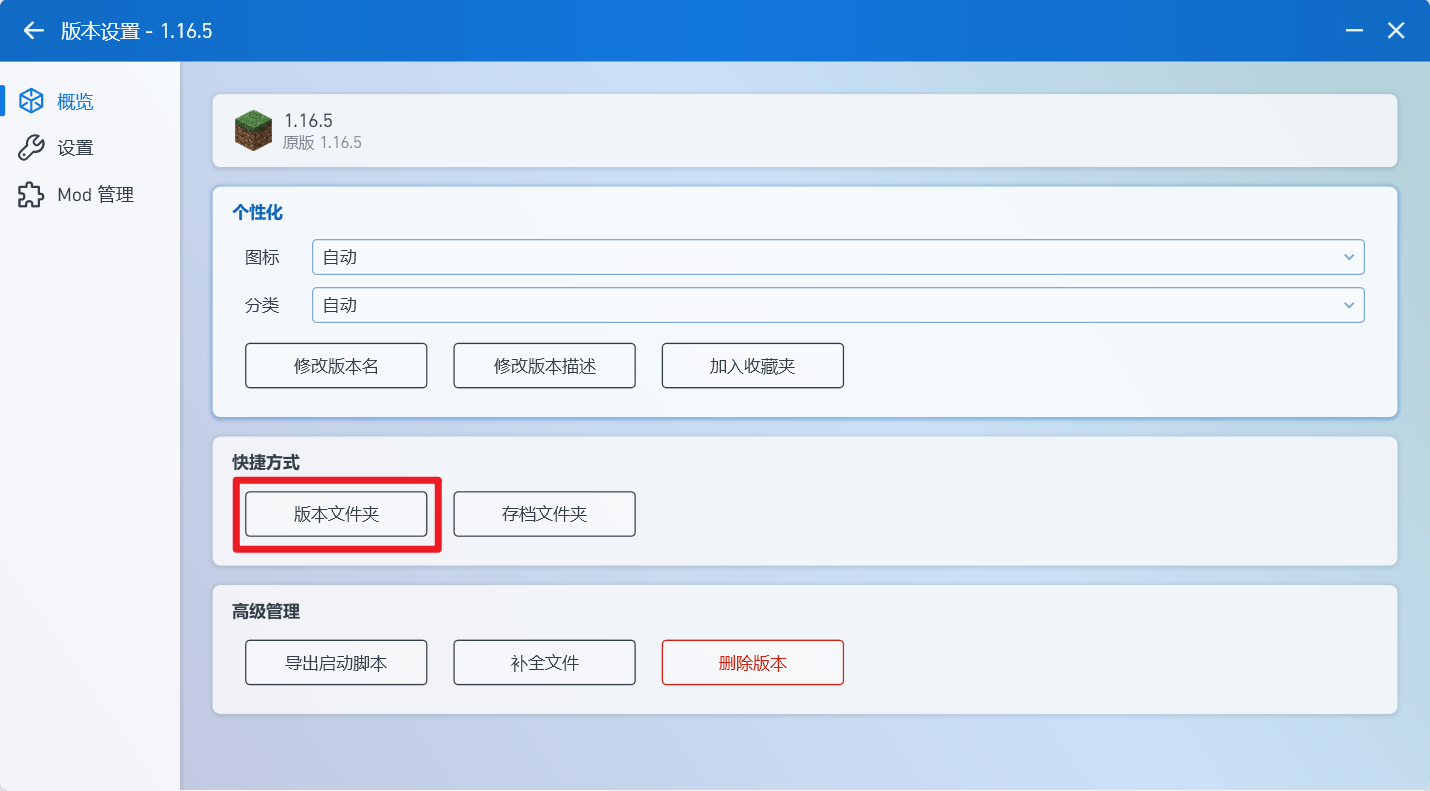 版本设置 - 1.16.5
概览
设置
Mod 管理
1.16.5
原版 1.16.5
个性化
图标 自动
分类 自动
修改版本名 修改版本描述 加入收藏夹
快捷方式
版本文件夹 存档文件夹
高级管理
导出启动脚本 补全文件 删除版本